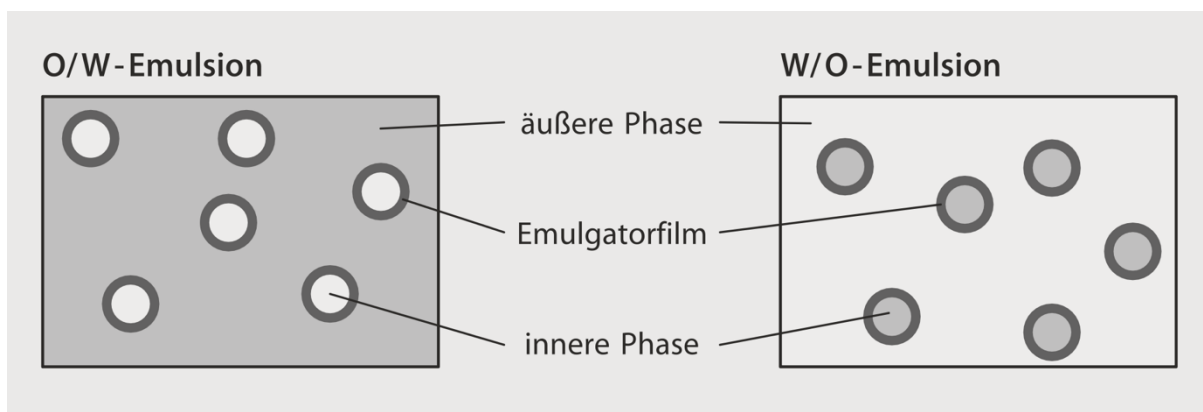 O/W-Emulsion
W/O-Emulsion
äußere Phase
Emulgatorfilm
innere Phase